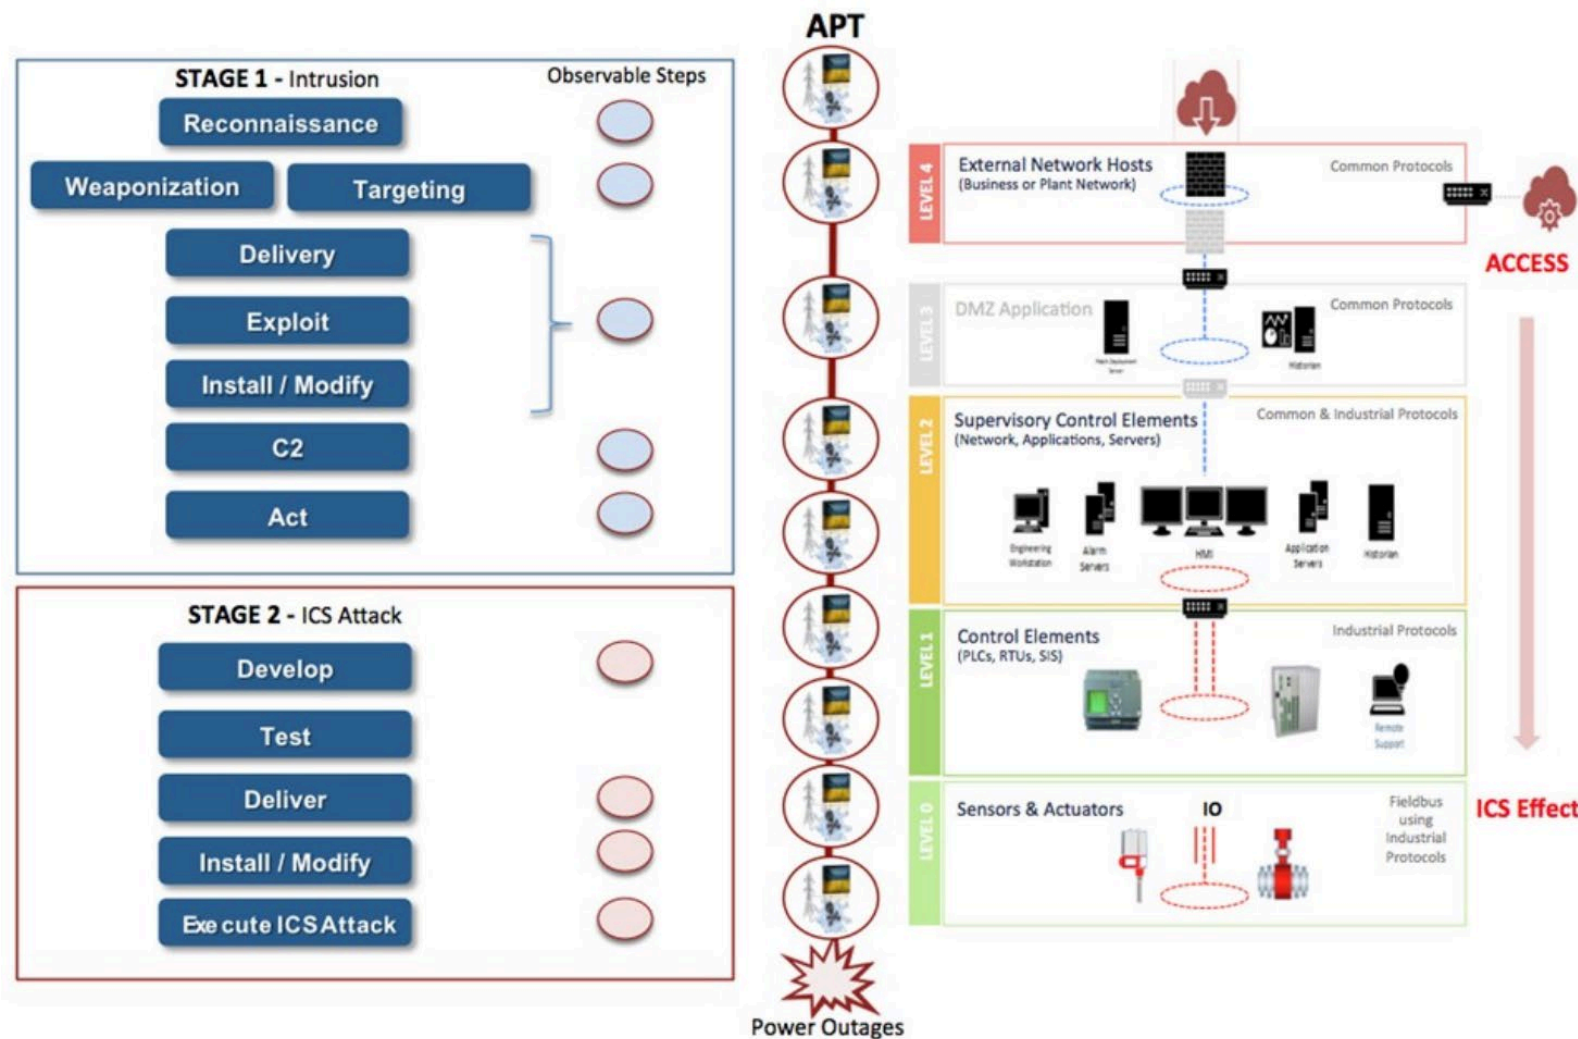 APT
STAGE 1 - Intrusion
Observable Steps
Reconnaissance
Weaponization
Targeting
Delivery
Exploit
Install / Modify
C2
Act
STAGE 2 - ICS Attack
Develop
Test
Deliver
Install / Modify
Exe cute ICSAttack
Power Outages
LEVEL 4
External Network Hosts
(Business or Plant Network)
Common Protocols
ACCESS
LEVEL 3
DMZ Application
Common Protocols
Server
Historian
LEVEL 2
Supervisory Control Elements
(Network, Applications, Servers)
Common & Industrial Protocols
Engineering
Workstation
Alarm
Servers
HMI
Application
Servers
Historian
LEVEL 1
Control Elements
(PLCs, RTUs, SIS)
Industrial Protocols
Remote
Support
LEVEL 0
Sensors & Actuators
IO
Fieldbus
using
Industrial
Protocols
ICS Effect